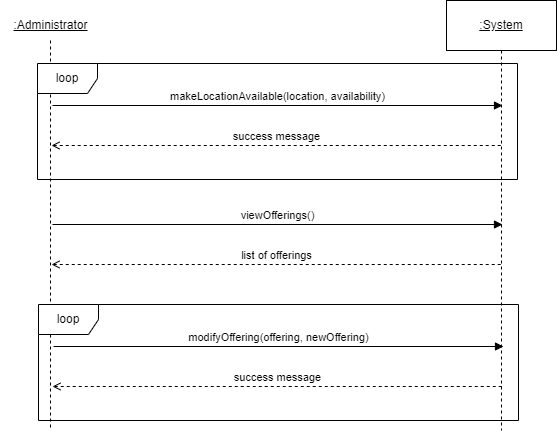 :Administrator
:System
loop
makeLocationAvailable(location, availability)
success message
viewOfferings()
list of offerings
loop
modifyOffering(offering, newOffering)
success message